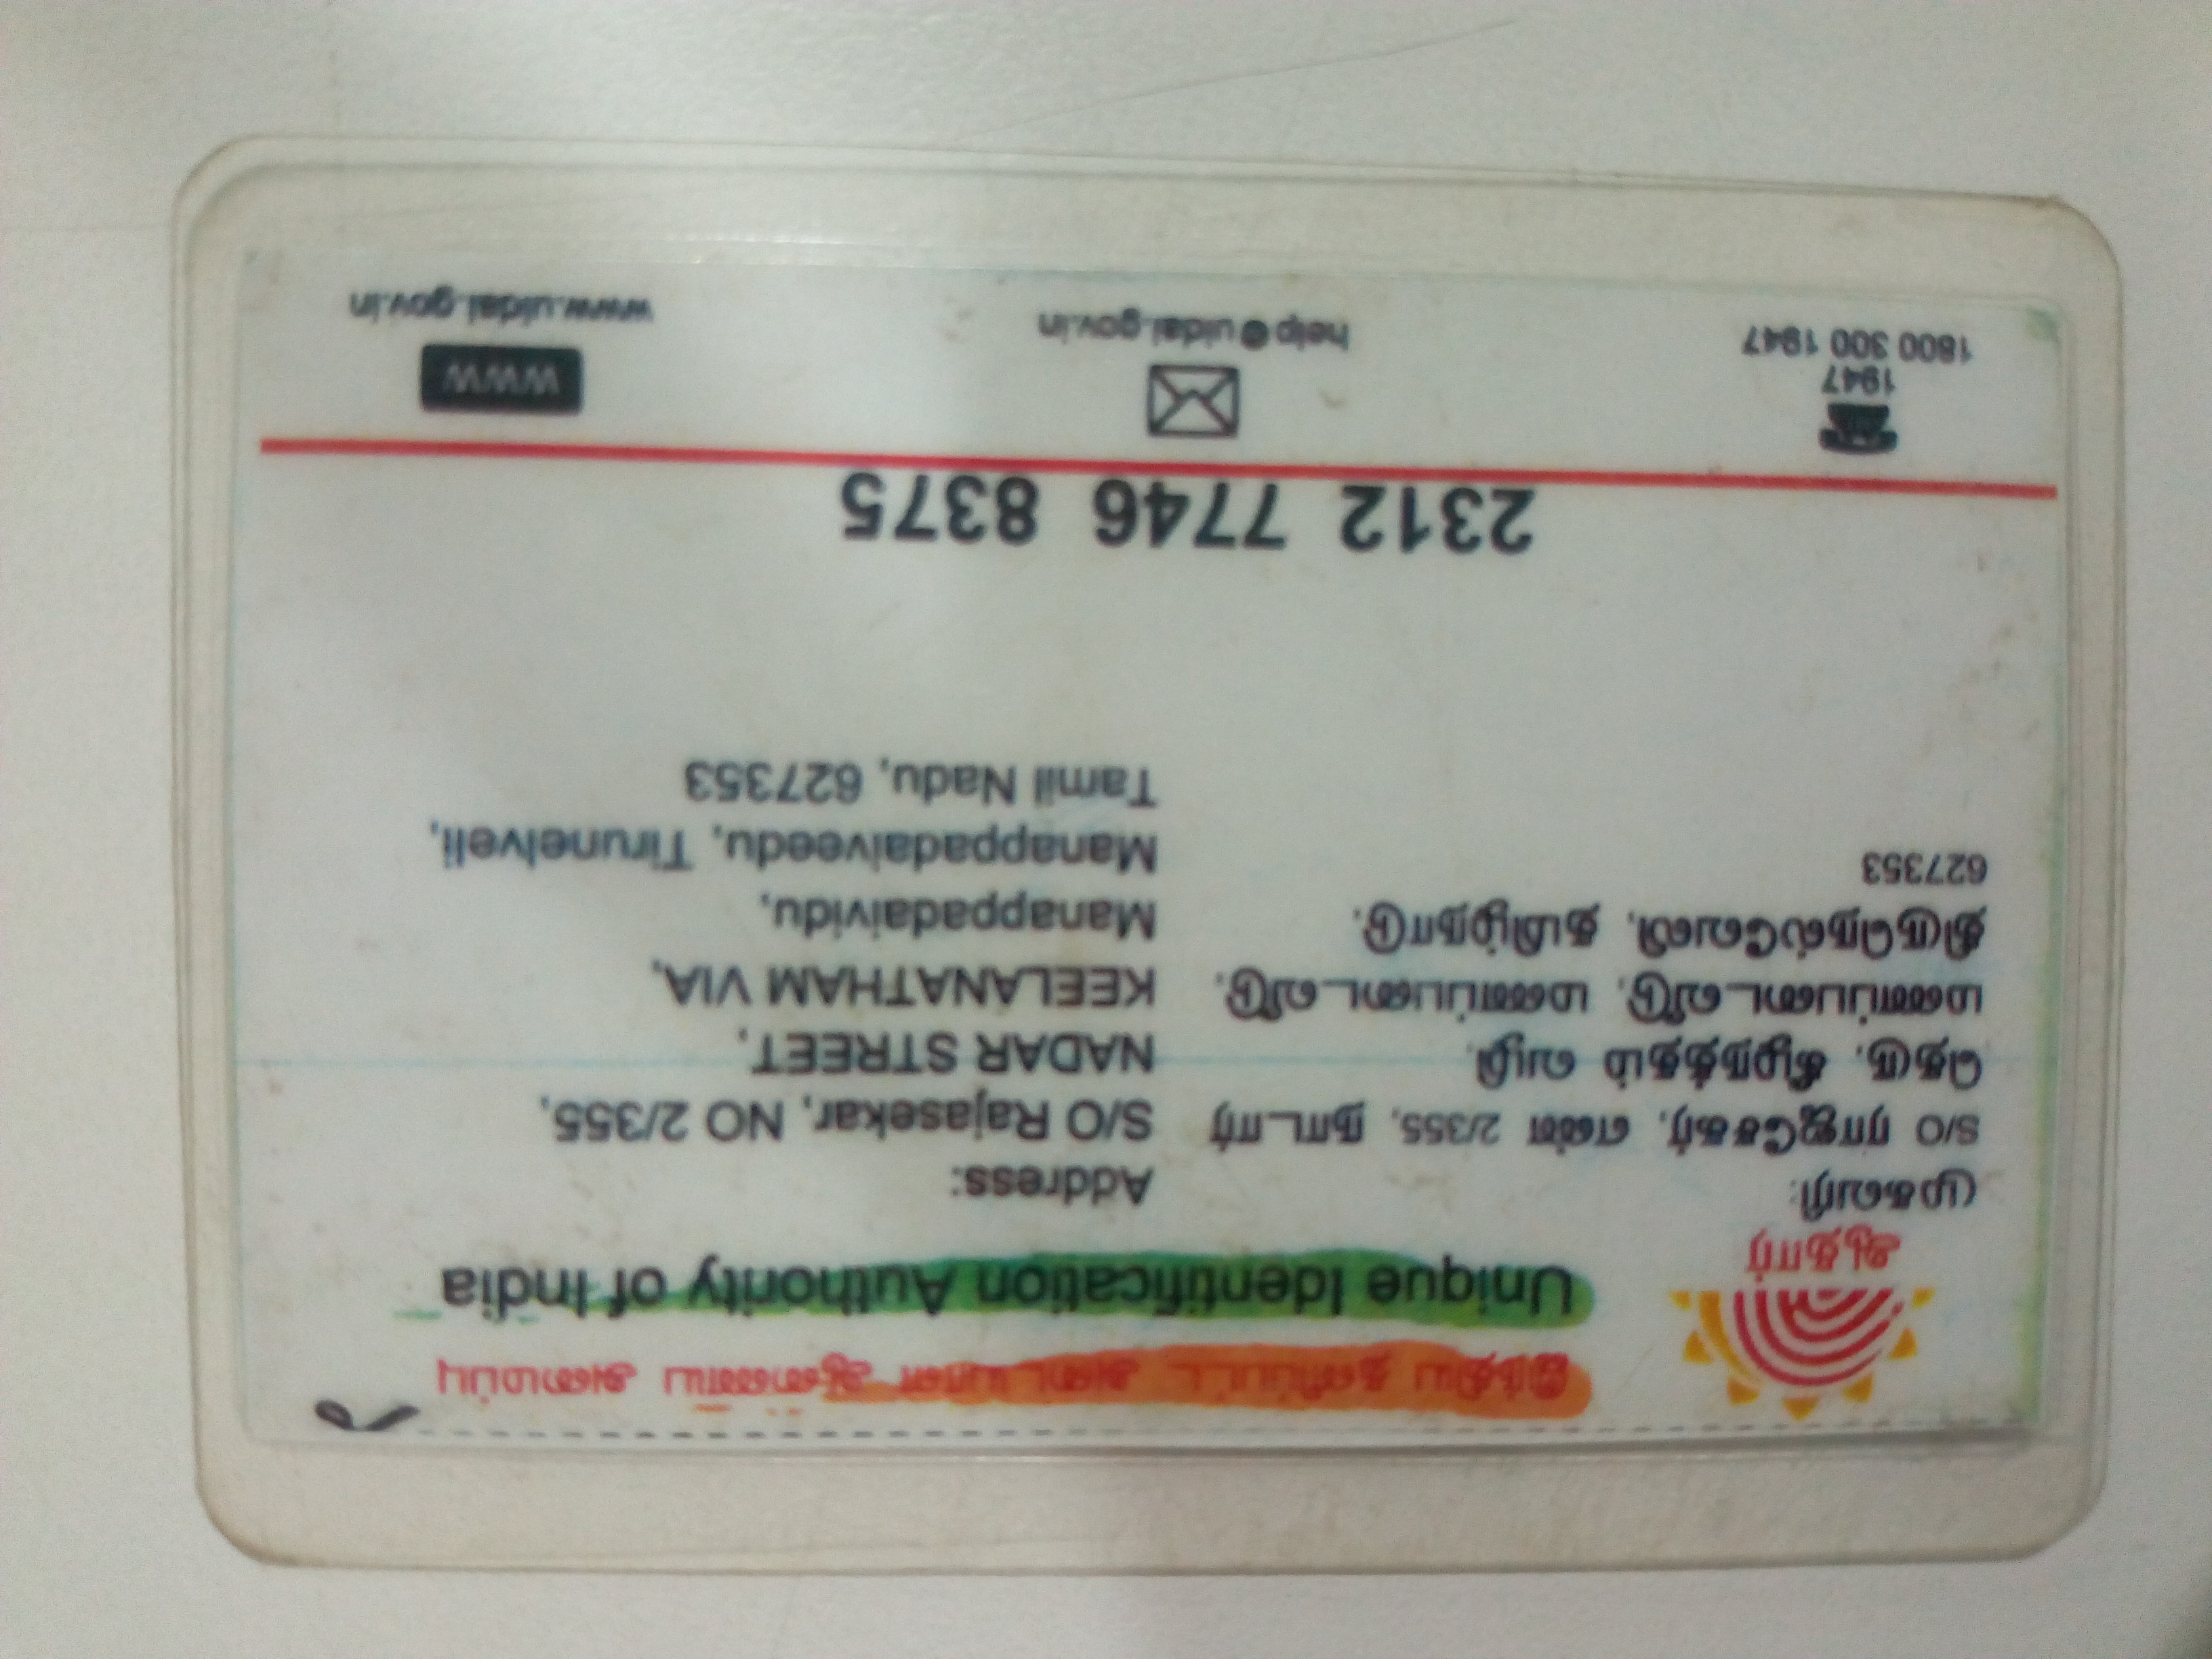 இந்திய தனிப்பட்ட அடையாள ஆணைய அமைப்பு
Unique Identification Authority of India
ஆதார்
முகவரி:
S/O ராஜசேகர், எண் 2/355, நாடார்
தெரு, கீழநத்தம் வழி,
மணப்படைவீடு, மணப்படைவீடு,
திருநெல்வேலி, தமிழ்நாடு,
627353
Address:
S/O Rajasekar, NO 2/355,
NADAR STREET,
KEELANATHAM VIA,
Manappadaividu,
Manappadaiveedu, Tirunelveli,
Tamil Nadu, 627353
2312 7746 8375
1947
1800 300 1947
help@uidai.gov.in
WWW
www.uidai.gov.in